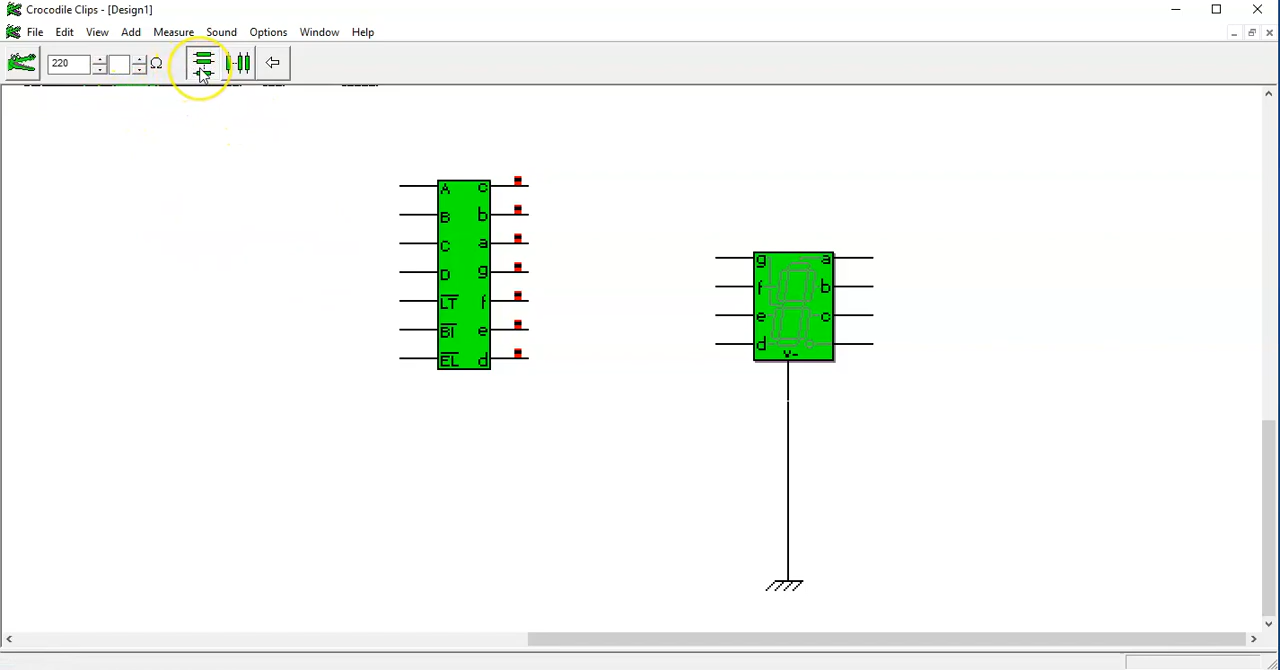 Crocodile Clips - [Design1]
File Edit View Add Measure Sound Options Window Help
220 Ω
A c
B b
C a
D g
LT f
BI e
EL d
g a
f b
e c
d
V-